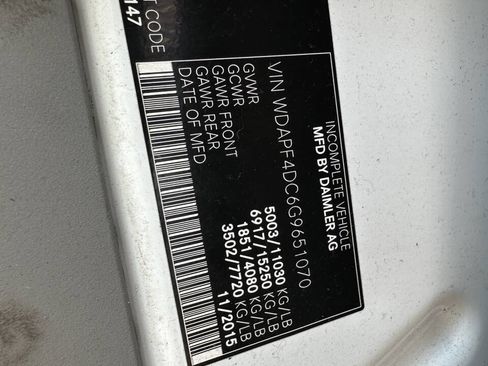 INCOMPLETE VEHICLE
MFD BY DAIMLER AG
VIN WDAPF4DC6G9651070
GVWR 5003/11030 KG/LB
GCWR 6917/15250 KG/LB
GAWR FRONT 1851/4080 KG/LB
GAWR REAR 3502/7720 KG/LB
DATE OF MFD 11/2015
T CODE
147